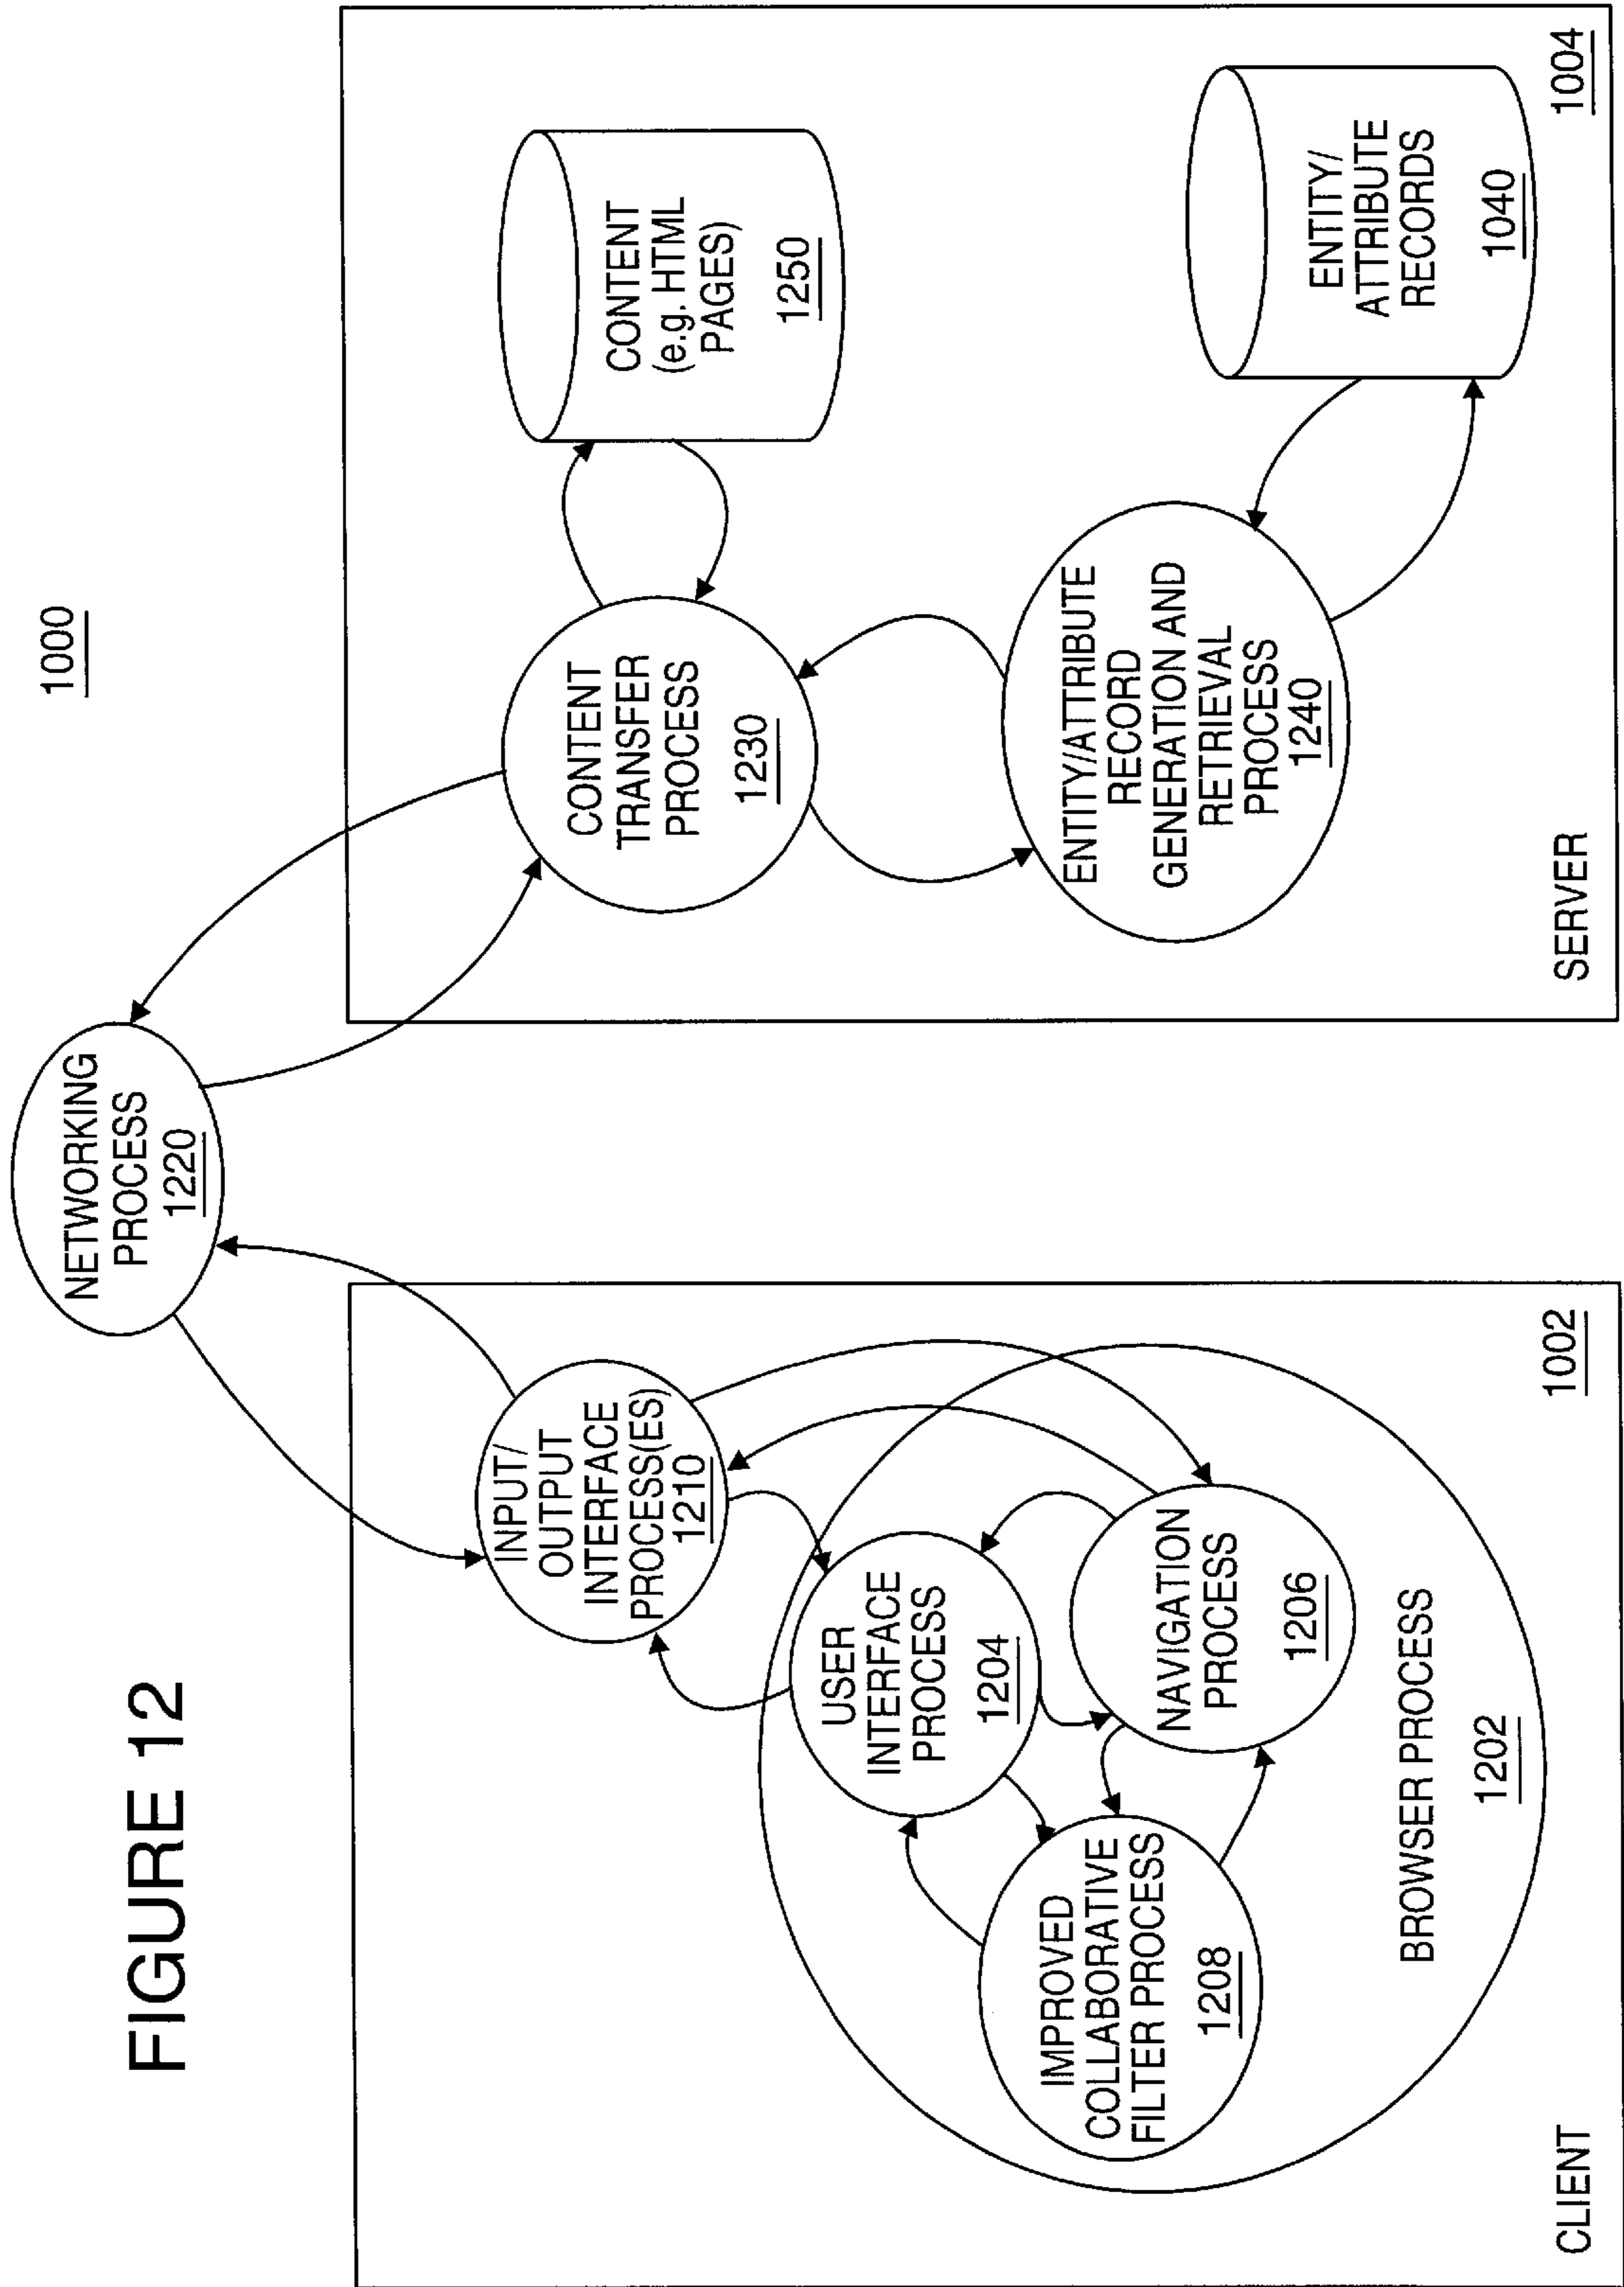 FIGURE 12
1000
NETWORKING
PROCESS
1220
CLIENT
1002
INPUT/
OUTPUT
INTERFACE
PROCESS(ES)
1210
USER
INTERFACE
PROCESS
1204
IMPROVED
COLLABORATIVE
FILTER PROCESS
1208
NAVIGATION
PROCESS
1206
BROWSER PROCESS
1202
SERVER
1004
CONTENT
TRANSFER
PROCESS
1230
CONTENT
(e.g. HTML
PAGES)
1250
ENTITY/ATTRIBUTE
RECORD
GENERATION AND
RETRIEVAL
PROCESS
1240
ENTITY/
ATTRIBUTE
RECORDS
1040